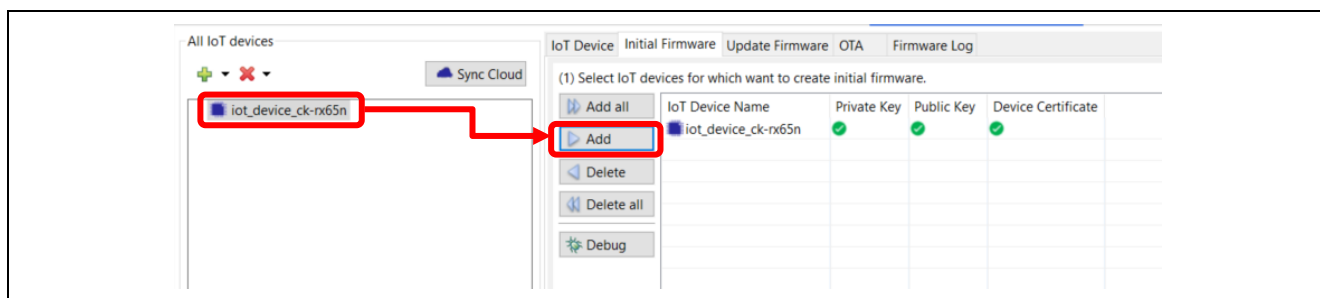 All IoT devices
Sync Cloud
iot_device_ck-rx65n
IoT Device Initial Firmware Update Firmware OTA Firmware Log
(1) Select IoT devices for which want to create initial firmware.
Add all
Add
Delete
Delete all
Debug
IoT Device Name Private Key Public Key Device Certificate
iot_device_ck-rx65n